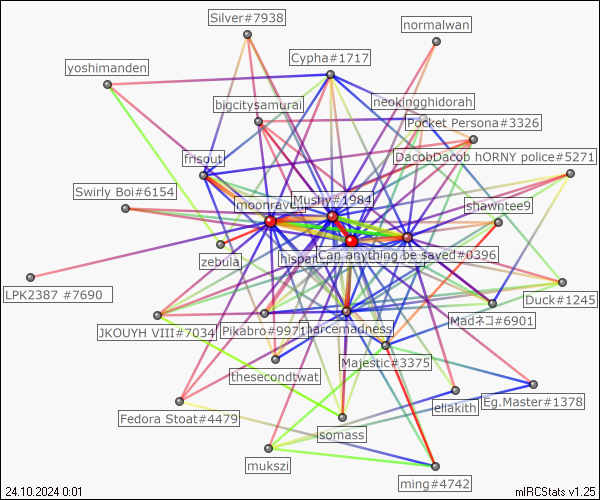 Silver#7938
normalwan
Cypha#1717
yoshimanden
bigcitysamurai
neokingghidorah
Pocket Persona#3326
DacobDacob hORNY police#5271
frisout
Swirly Boi#6154
moonraven
Mushy#1984
shawntee9
zebula
hispa
Can anything be saved#0396
LPK2387 #7690
Duck#1245
JKOUYH VIII#7034
Pikabro#9971
narcemadness
Madネコ#6901
Majestic#3375
thesecondtwat
Fedora Stoat#4479
eliakith
Eg.Master#1378
somass
mukszi
ming#4742
24.10.2024 0:01
mIRCStats v1.25